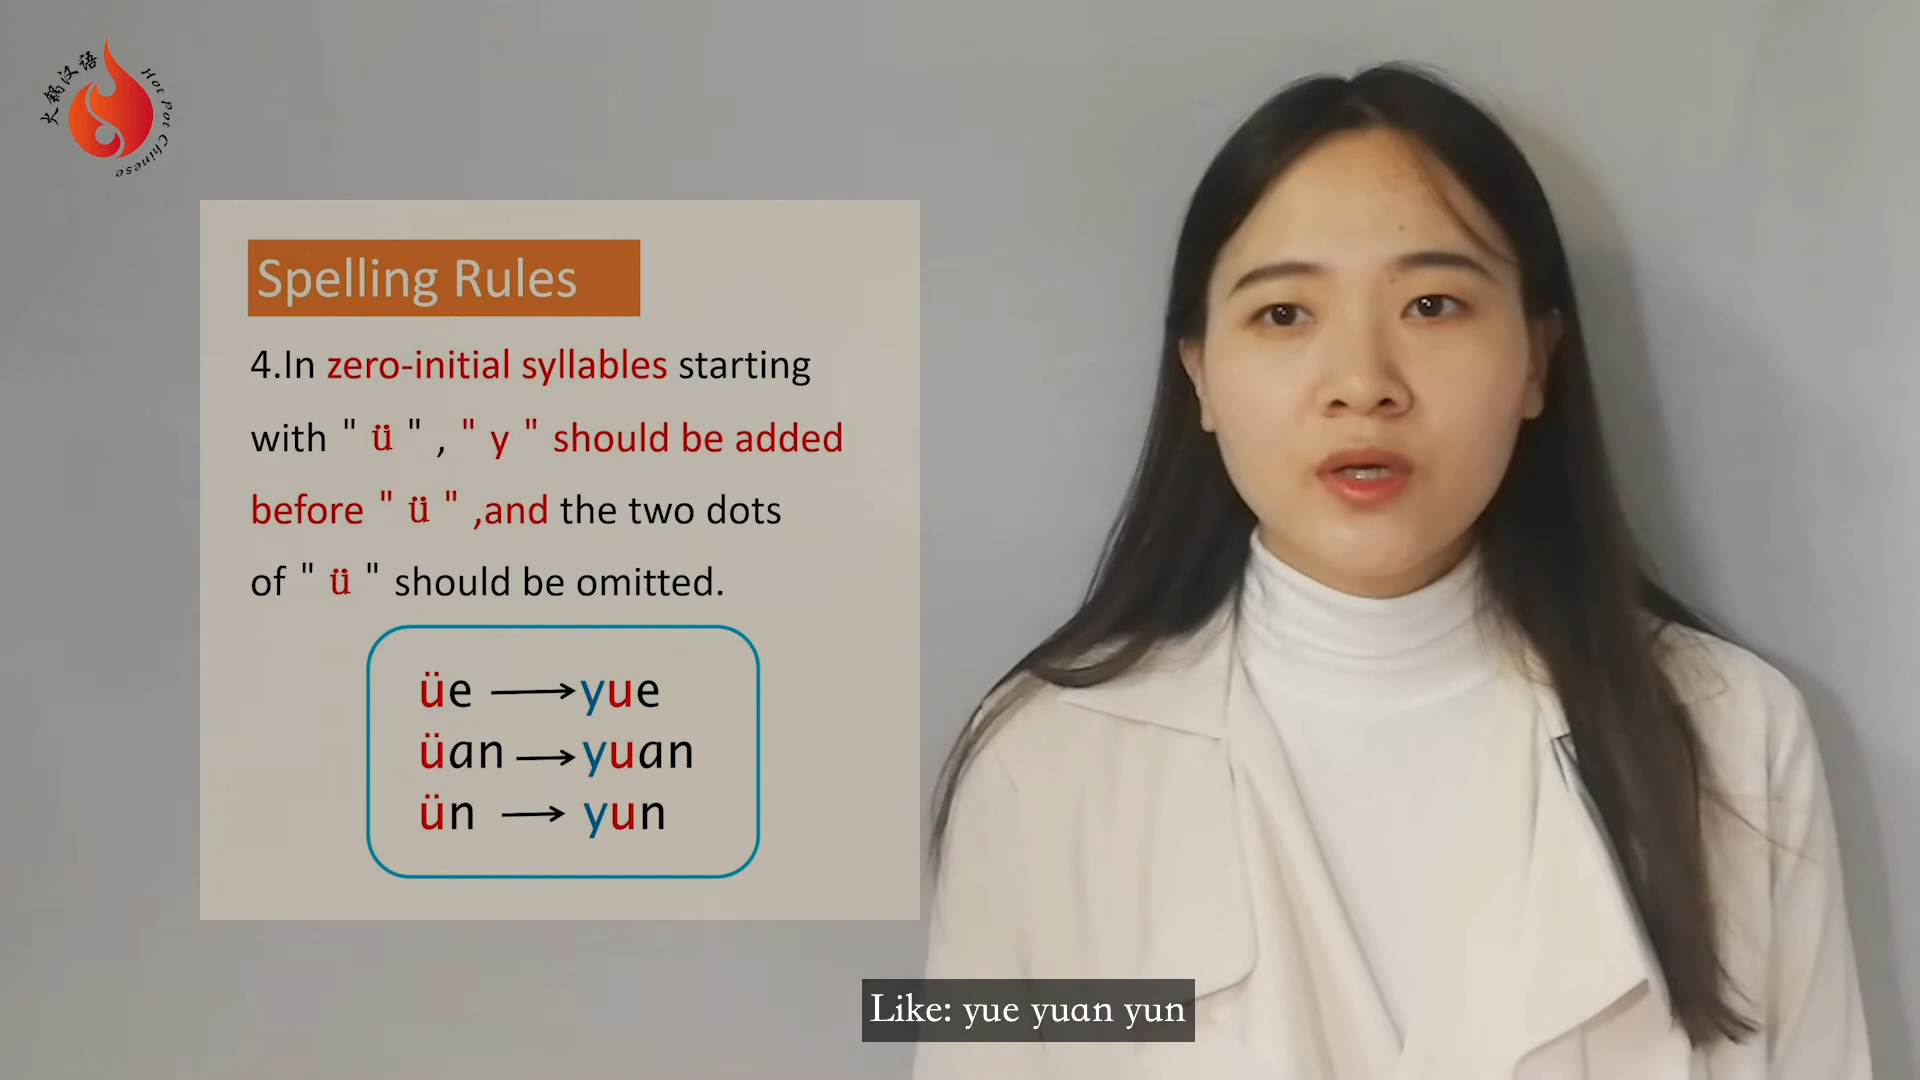 火锅汉语
Hot Pot Chinese
Spelling Rules
4.In zero-initial syllables starting
with " ü " , " y " should be added
before " ü " ,and the two dots
of " ü " should be omitted.
üe → yue
üan → yuan
ün → yun
Like: yue yuan yun